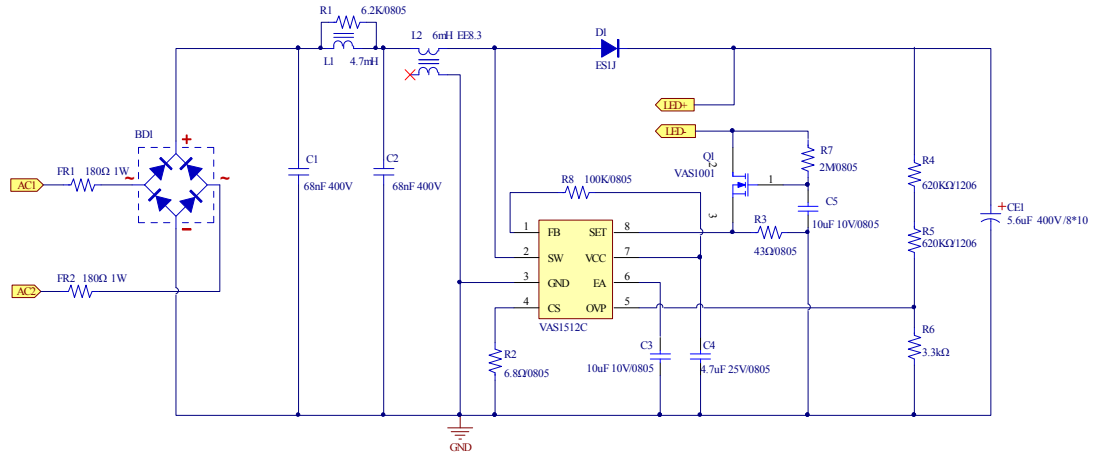 R1 6.2K/0805
L1 4.7mH
L2 6mH EE8.3
D1
ES1J
LED+
LED-
BD1
+
~
~
-
FR1 180Ω 1W
AC1
FR2 180Ω 1W
AC2
C1
68nF 400V
C2
68nF 400V
Q1
VAS1001
2
1
3
R7
2M/0805
C5
10uF 10V/0805
R3
43Ω/0805
R8 100K/0805
1 FB SET 8
2 SW VCC 7
3 GND EA 6
4 CS OVP 5
VAS1512C
R2
6.8Ω/0805
C3
10uF 10V/0805
C4
4.7uF 25V/0805
R4
620KΩ/1206
R5
620KΩ/1206
R6
3.3kΩ
+
CE1
5.6uF 400V/8*10
GND